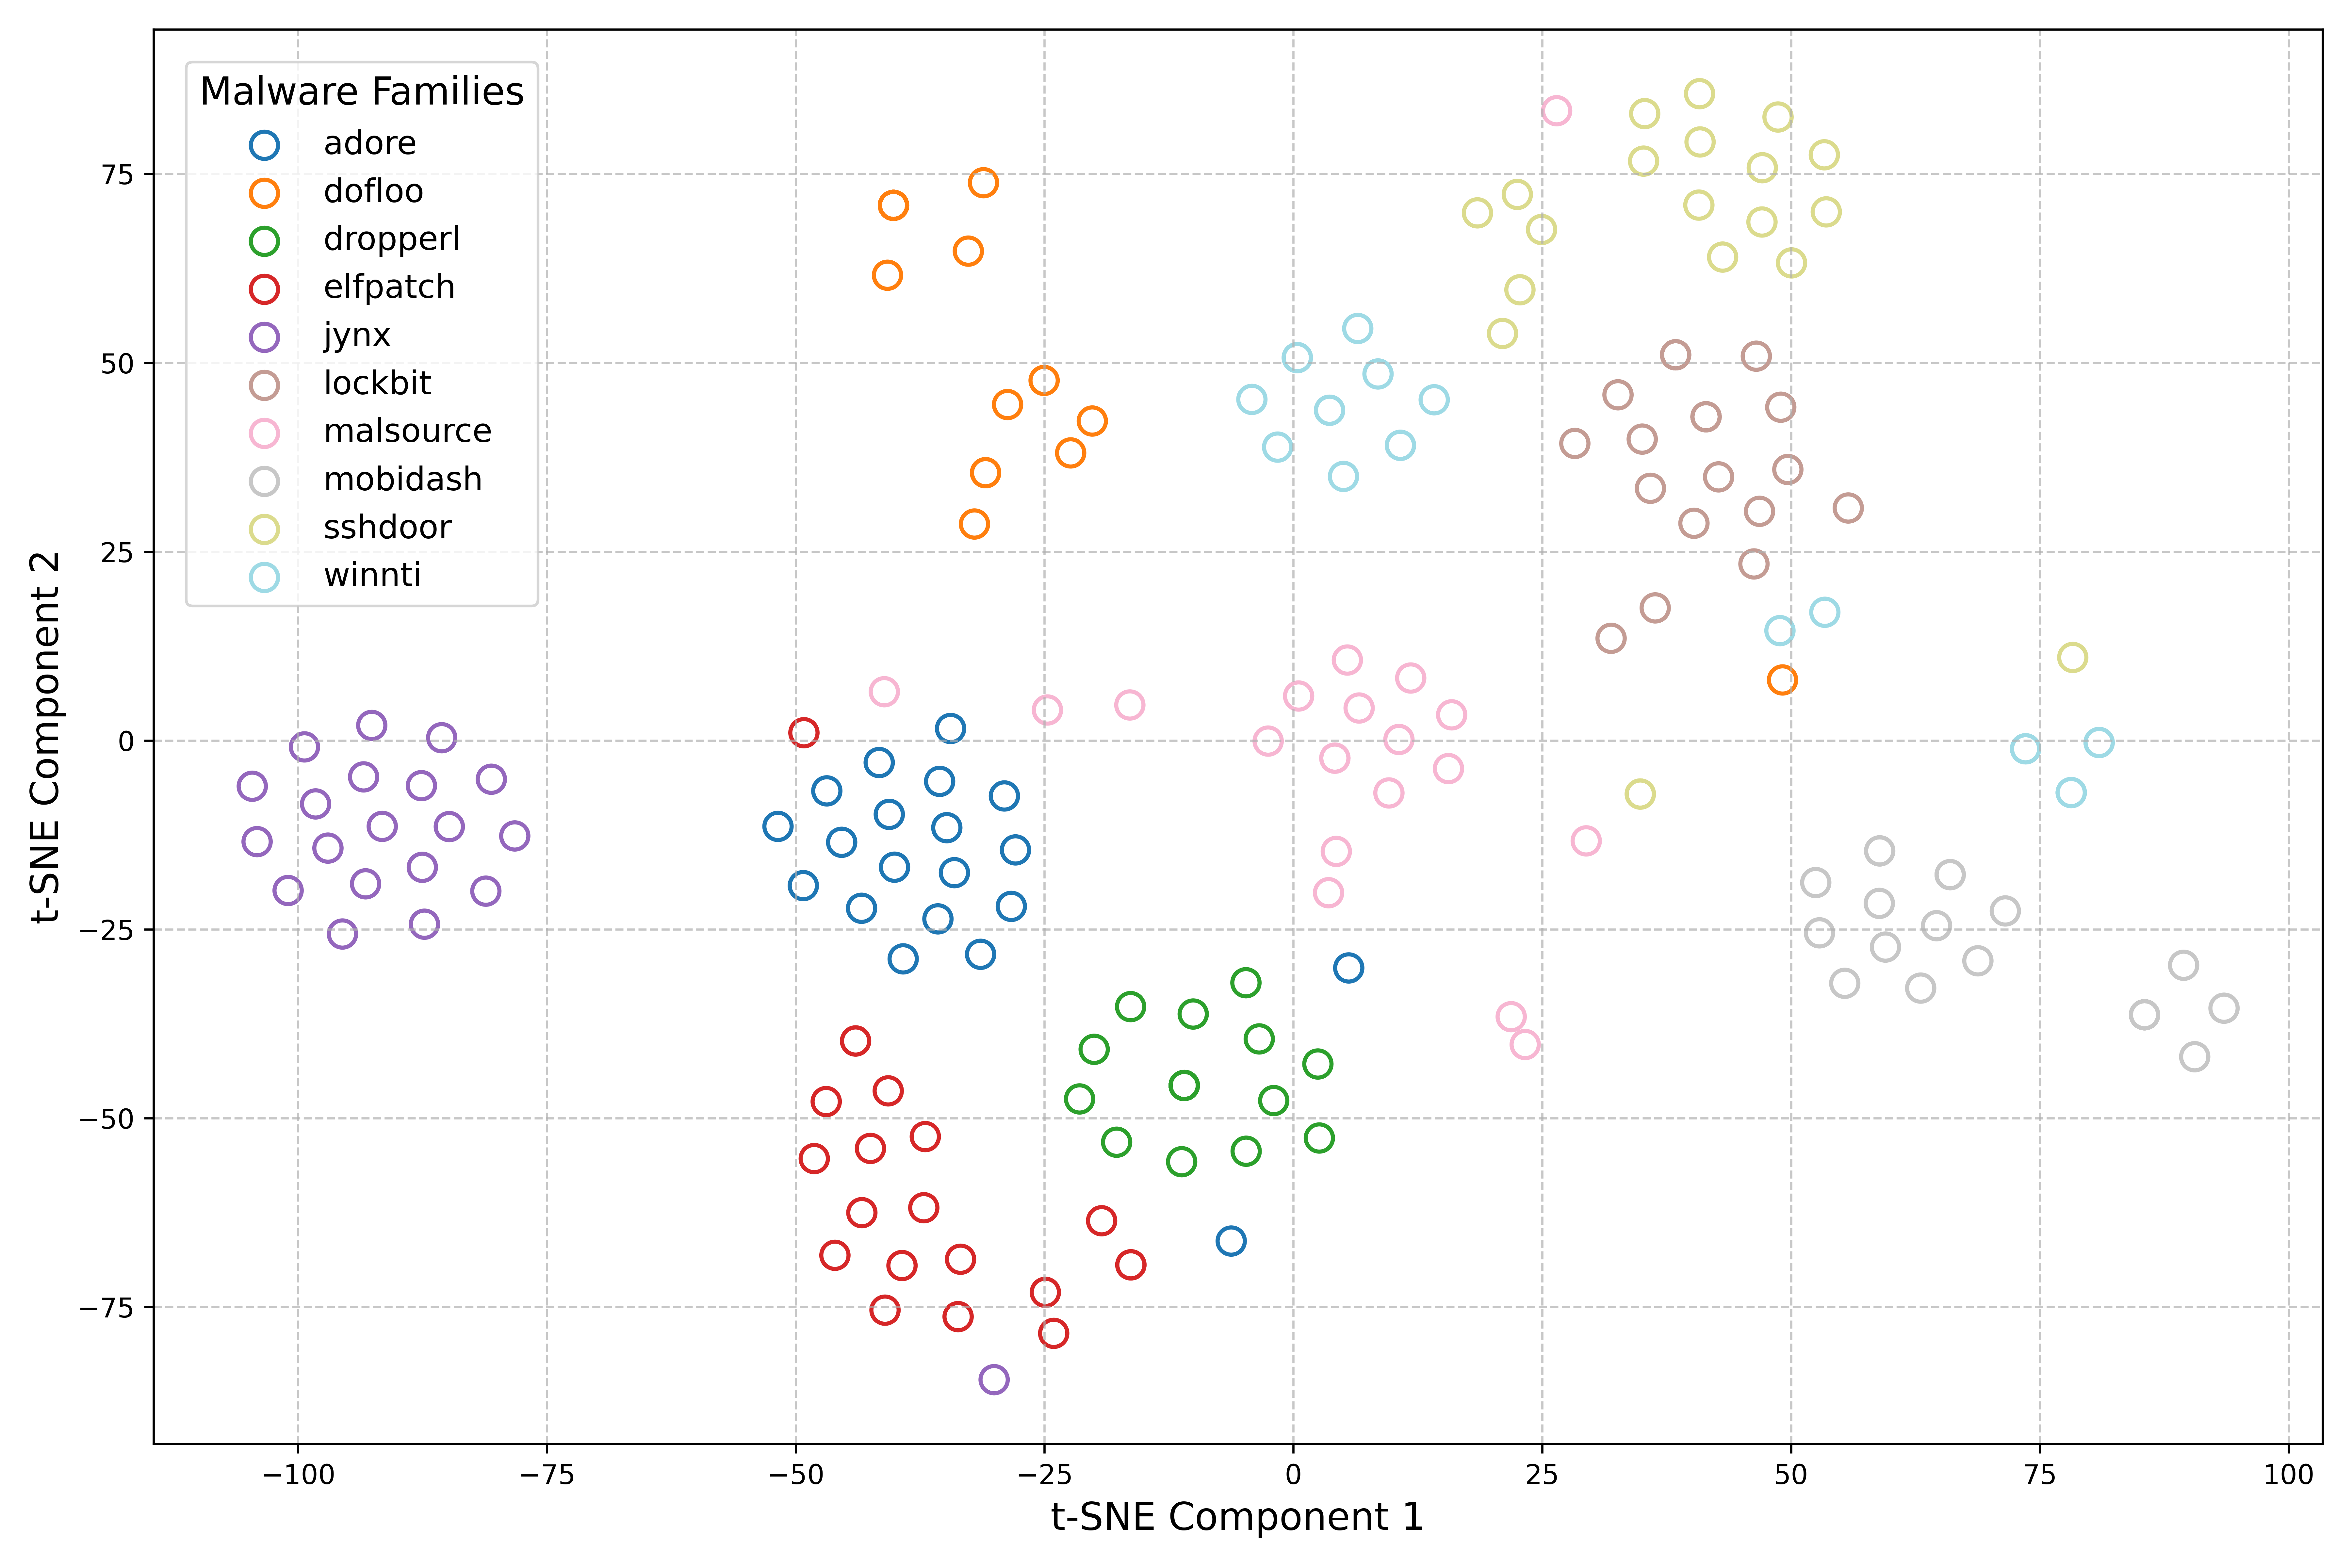 Malware Families
adore
dofloo
dropperl
elfpatch
jynx
lockbit
malsource
mobidash
sshdoor
winnti
75
50
25
0
−25
−50
−75
t-SNE Component 2
−100
−75
−50
−25
0
25
50
75
100
t-SNE Component 1